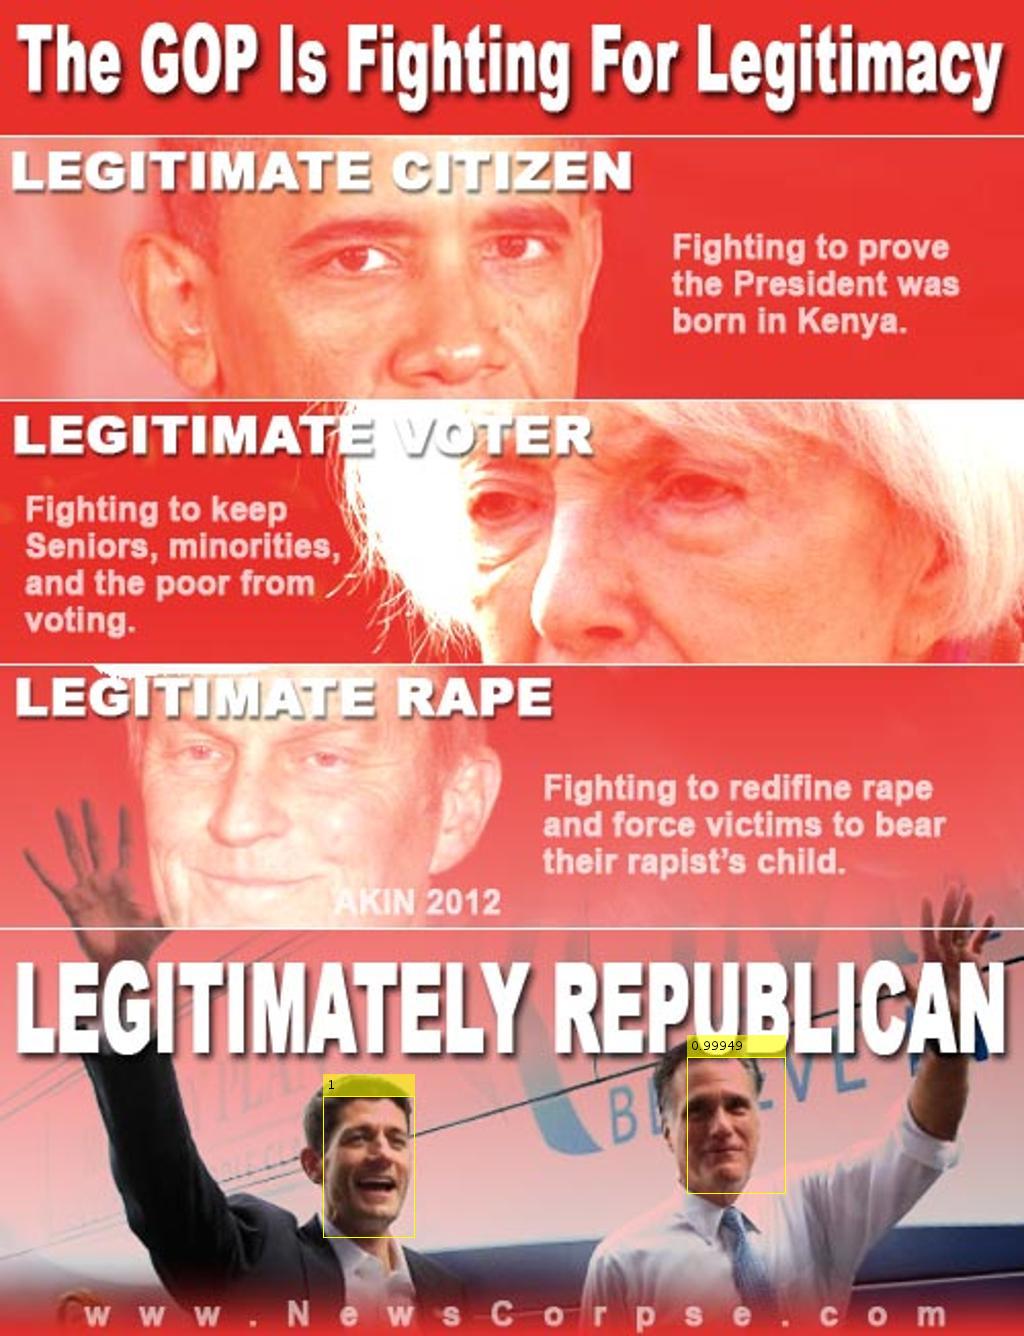 The GOP Is Fighting For Legitimacy
LEGITIMATE CITIZEN
Fighting to prove
the President was
born in Kenya.
LEGITIMATE VOTER
Fighting to keep
Seniors, minorities,
and the poor from
voting.
LEGITIMATE RAPE
Fighting to redifine rape
and force victims to bear
their rapist's child.
AKIN 2012
LEGITIMATELY REPUBLICAN
0.99949
1
www.NewsCorpse.com